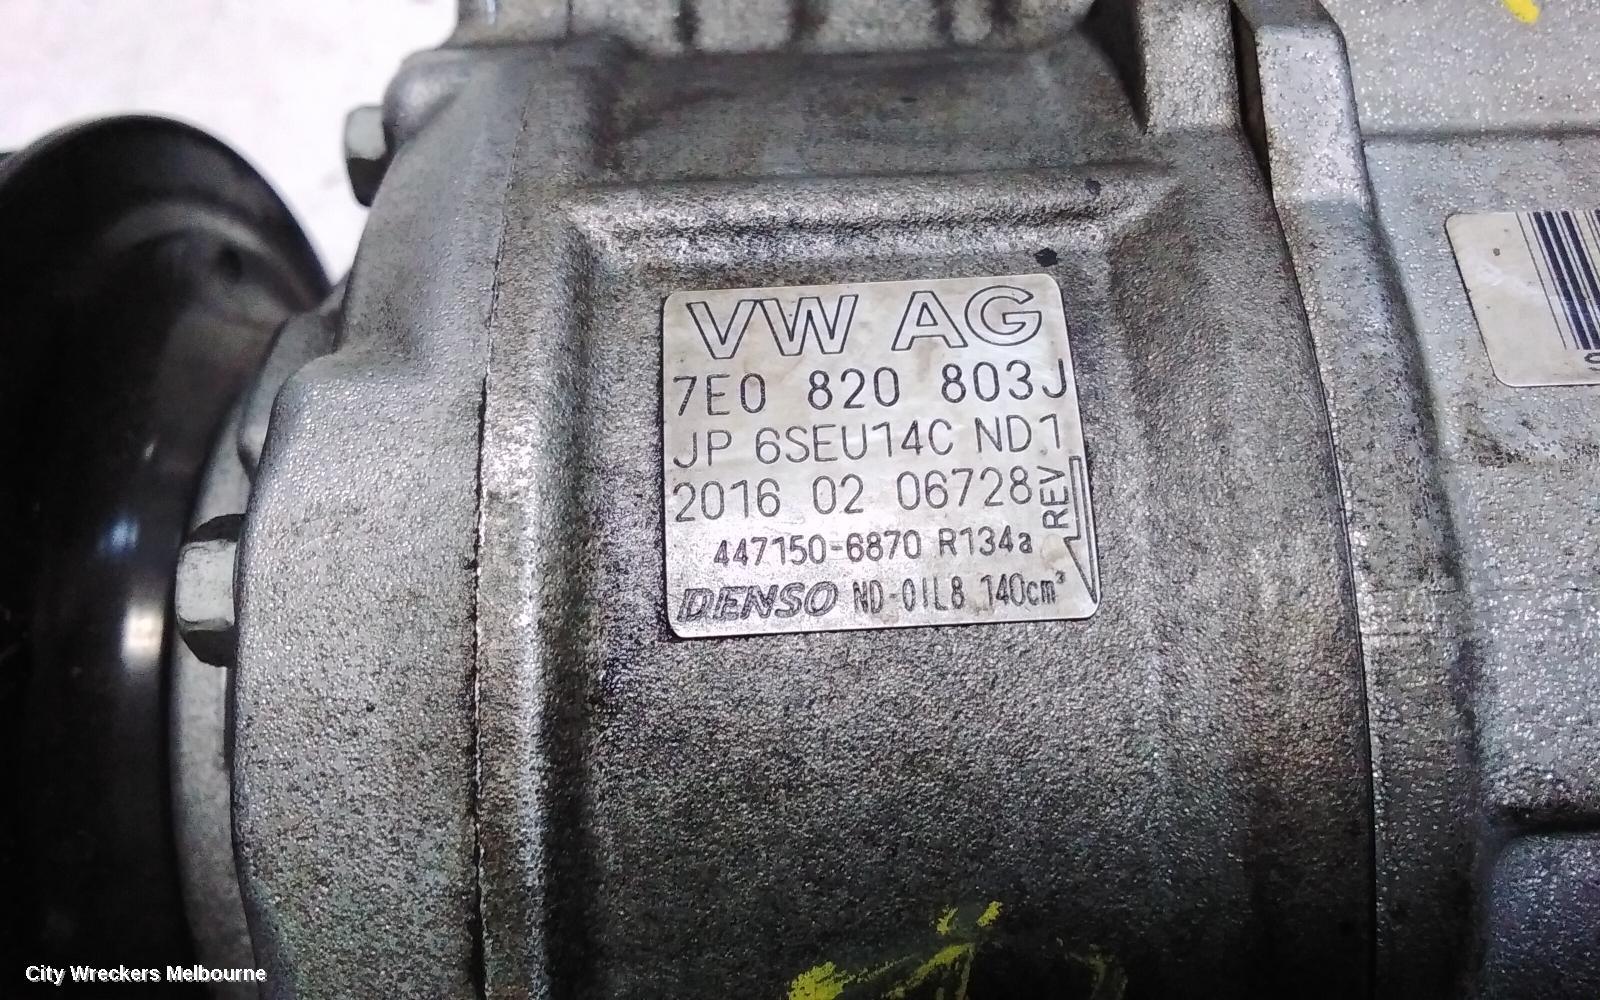 VW AG
7E0 820 803J
JP 6SEU14C ND1
2016 02 06728
REV
447150-6870 R134a
DENSO ND-OIL8 140cm³
City Wreckers Melbourne